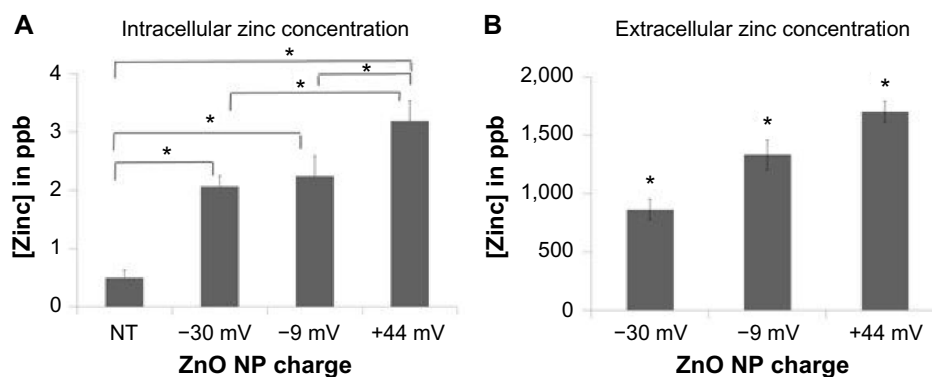 A
Intracellular zinc concentration
[Zinc] in ppb
4
3
2
1
0
*
*
*
*
*
NT
−30 mV
−9 mV
+44 mV
ZnO NP charge
B
Extracellular zinc concentration
[Zinc] in ppb
2,000
1,500
1,000
500
0
*
*
*
−30 mV
−9 mV
+44 mV
ZnO NP charge